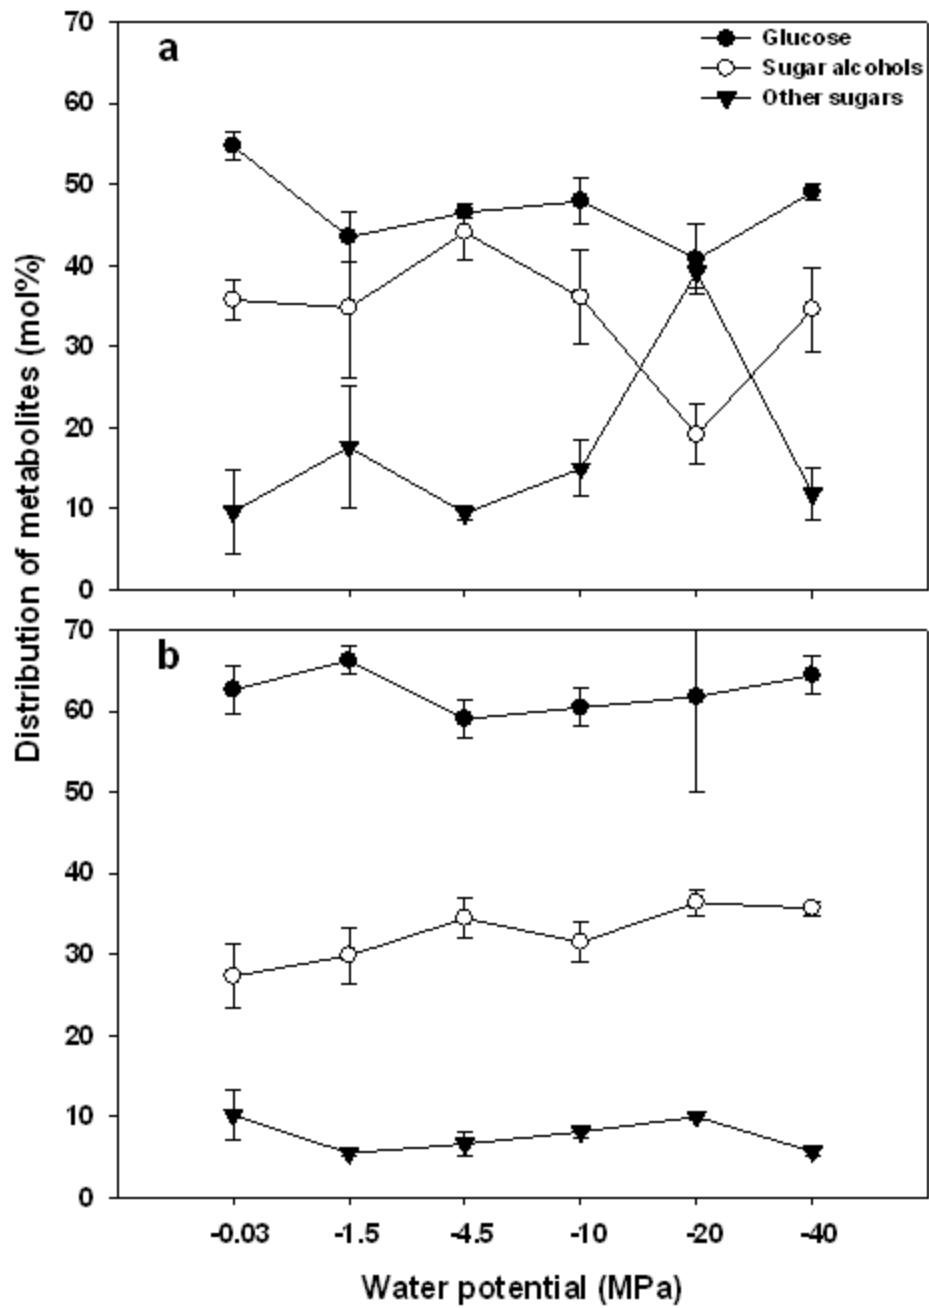 70
a
Glucose
Sugar alcohols
Other sugars
60
50
40
30
20
10
0
Distribution of metabolites (mol%)
70
b
60
50
40
30
20
10
0
-0.03 -1.5 -4.5 -10 -20 -40
Water potential (MPa)